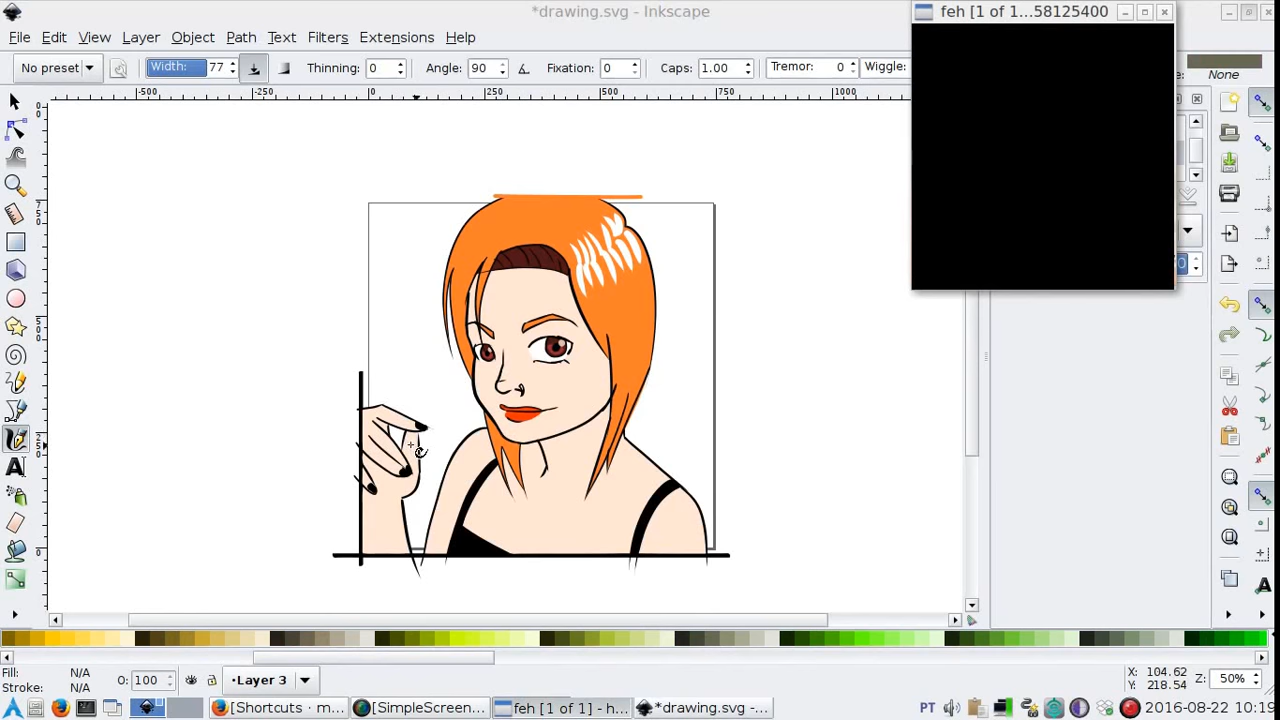 *drawing.svg - Inkscape
feh [1 of 1...58125400
File Edit View Layer Object Path Text Filters Extensions Help
No preset Width: 77 Thinning: 0 Angle: 90 Fixation: 0 Caps: 1.00 Tremor: 0 Wiggle: None
-500 -250 0 250 500 750 1000
Fill: N/A
Stroke: N/A
O: 100
Layer 3
X: 104.62
Y: 218.54
Z: 50%
[Shortcuts : m...
[SimpleScreen...
feh [1 of 1] - h...
*drawing.svg -...
PT
2016-08-22 10:19